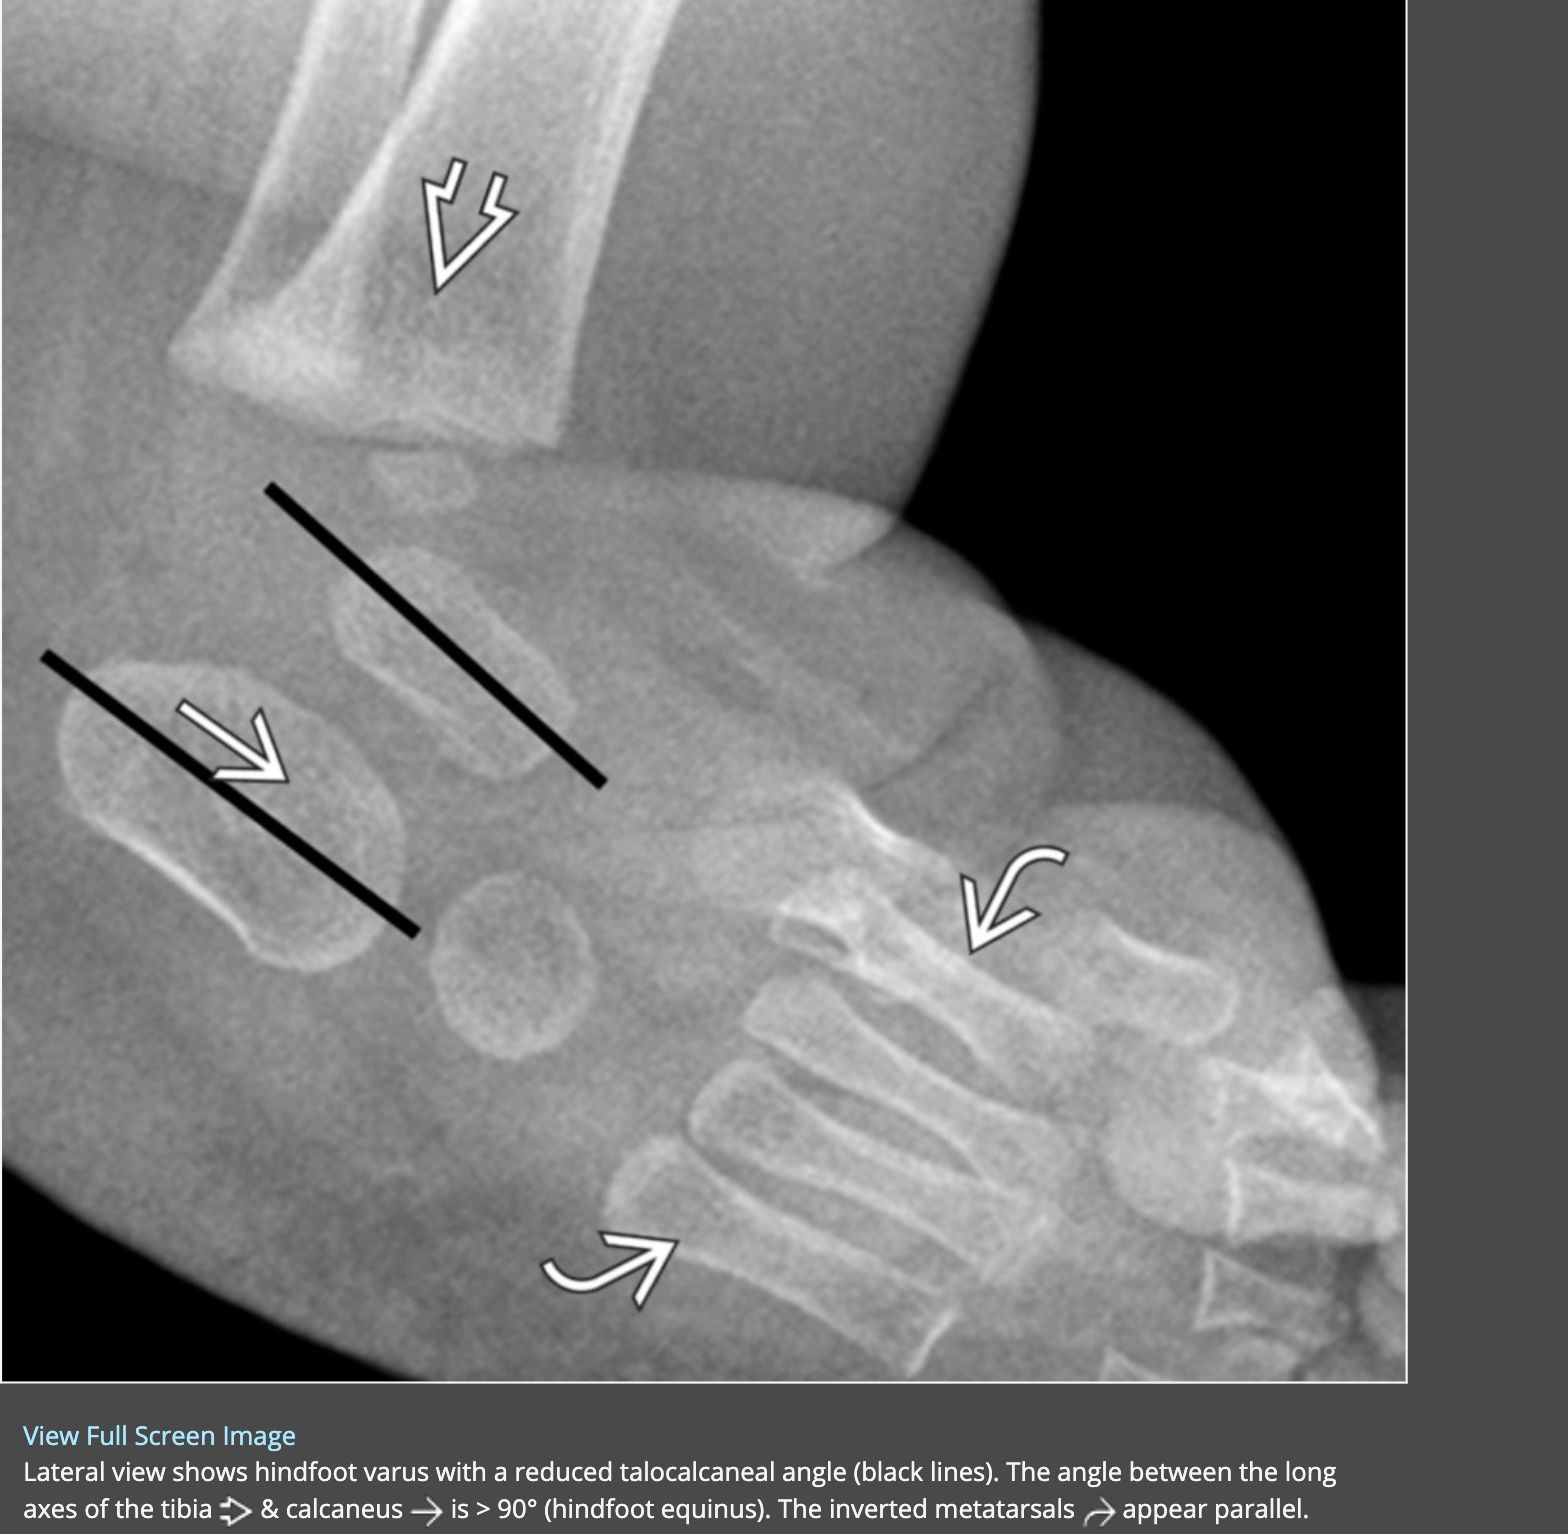 View Full Screen Image
Lateral view shows hindfoot varus with a reduced talocalcaneal angle (black lines). The angle between the long
axes of the tibia & calcaneus is > 90° (hindfoot equinus). The inverted metatarsals appear parallel.